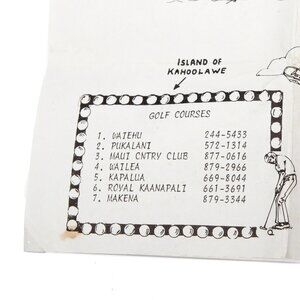 ISLAND OF
KAHOOLAWE
GOLF COURSES
1. WAIEHU 244-5433
2. PUKALANI 572-1314
3. MAUI CNTRY CLUB 877-0616
4. WAILEA 879-2966
5. KAPALUA 669-8044
6. ROYAL KAANAPALI 661-3691
7. MAKENA 879-3344